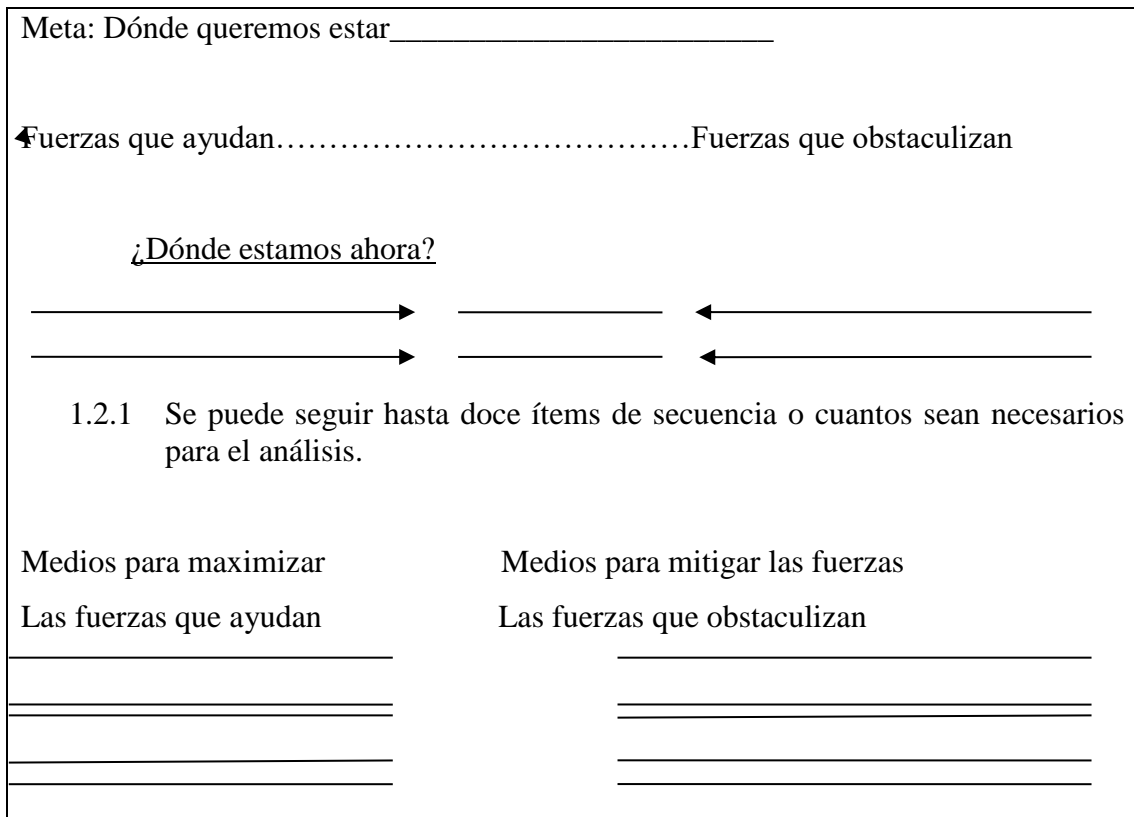 Meta: Dónde queremos estar________________________
Fuerzas que ayudan…………………………………Fuerzas que obstaculizan
¿Dónde estamos ahora?
1.2.1 Se puede seguir hasta doce ítems de secuencia o cuantos sean necesarios
para el análisis.
Medios para maximizar Medios para mitigar las fuerzas
Las fuerzas que ayudan Las fuerzas que obstaculizan